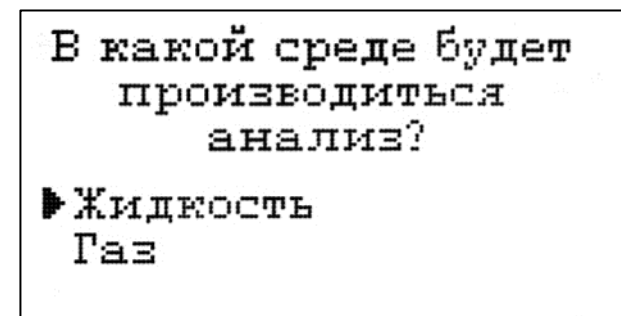 В какой среде будет
производиться
анализ?
Жидкость
Газ